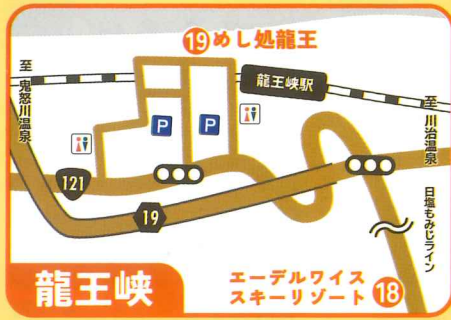 ⑲めし処龍王
龍王峡駅
至 鬼怒川温泉
P
P
至 川治温泉
121
19
日塩もみじライン
龍王峡
エーデルワイス
スキーリゾート⑱